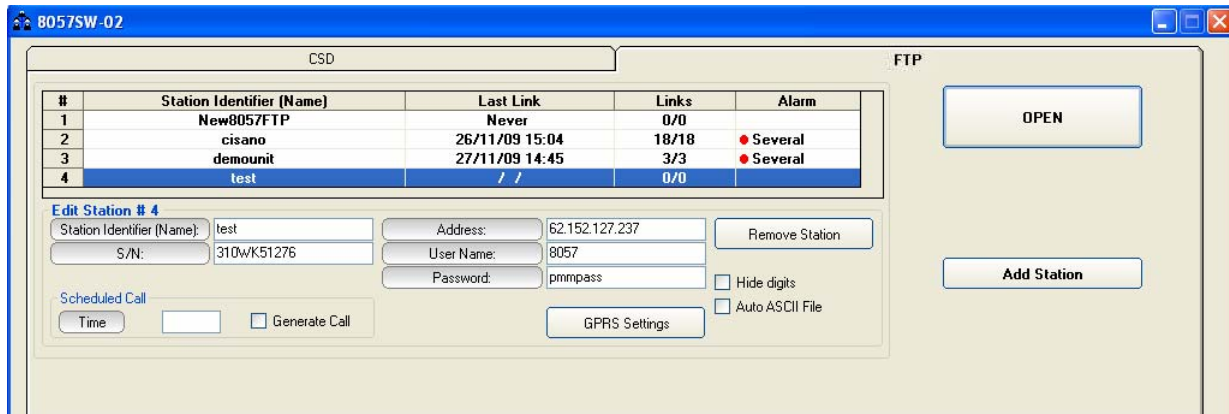 8057SW-02
CSD FTP
# Station Identifier (Name) Last Link Links Alarm
1 New8057FTP Never 0/0
2 cisano 26/11/09 15:04 18/18 Several
3 demounit 27/11/09 14:45 3/3 Several
4 test / / 0/0
OPEN
Edit Station # 4
Station Identifier (Name): test Address: 62.152.127.237 Remove Station
S/N: 310WK51276 User Name: 8057
Password: pmmpass
Hide digits
Auto ASCII File
Scheduled Call
Time Generate Call GPRS Settings
Add Station